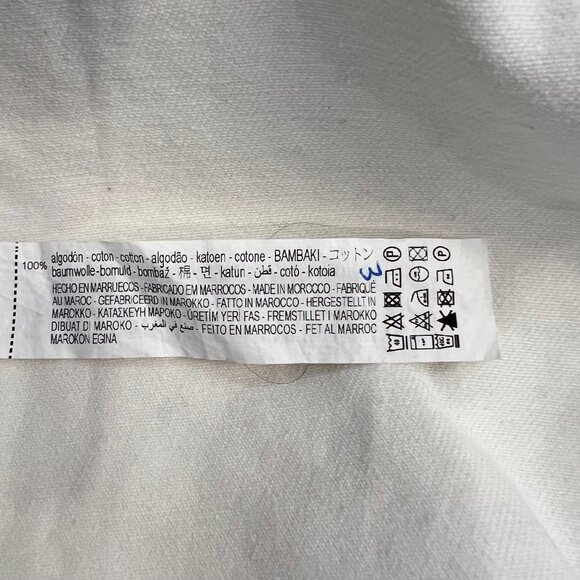 100% algodón - coton - cotton - algodão - katoen - cotone - BAMBAKI - コットン
baumwolle - bomuld - bombaž - 棉 - 면 - katun - قطن - cotó - kotoia
3
HECHO EN MARRUECOS - FABRICADO EM MARROCOS - MADE IN MOROCCO - FABRIQUÉ
AU MAROC - GEFABRICEERD IN MAROKKO - FATTO IN MAROCCO - HERGESTELLT IN
MAROKKO - ΚΑΤΑΣΚΕΥΗ ΜΑΡΟΚΟ - ÜRETİM YERİ FAS - FREMSTILLET I MAROKKO
DIBUAT DI MAROKO - صنع في المغرب - FEITO EN MARROCOS - FET AL MARROC
MAROKON EGINA
P P